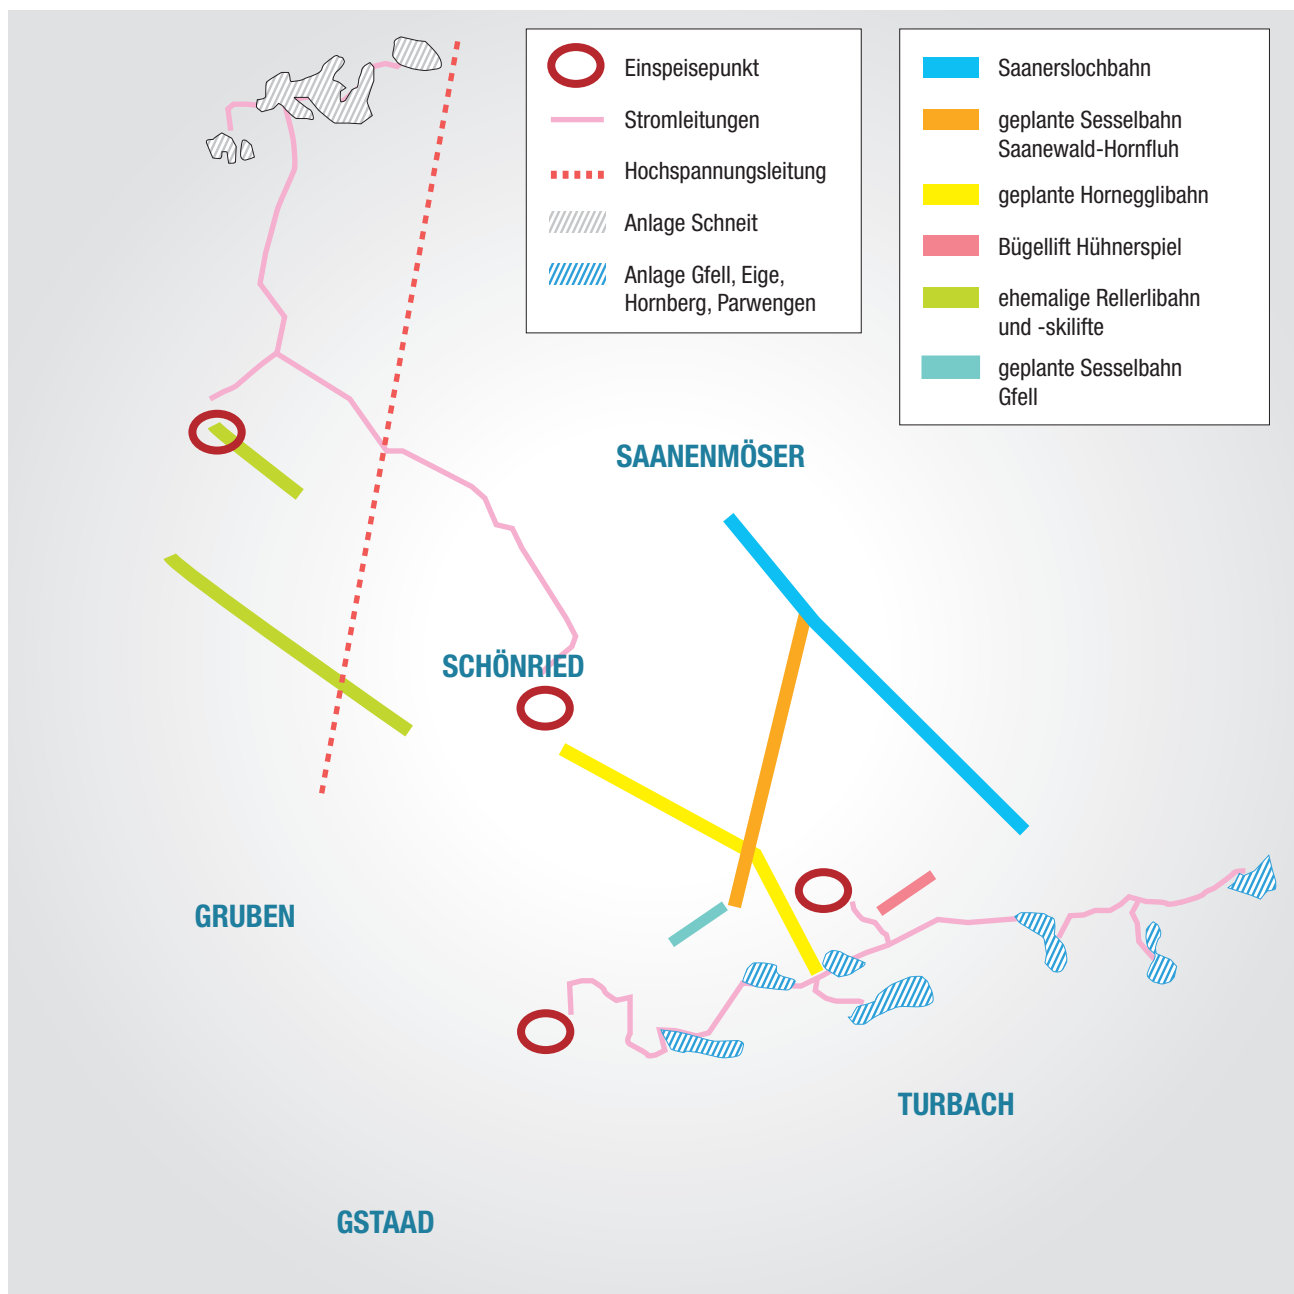 Einspeisepunkt
Stromleitungen
Hochspannungsleitung
Anlage Schneit
Anlage Gfell, Eige,
Hornberg, Parwengen
Saanerslochbahn
geplante Sesselbahn
Saanewald-Hornfluh
geplante Hornegglibahn
Bügellift Hühnerspiel
ehemalige Rellerlibahn
und -skilifte
geplante Sesselbahn
Gfell
SAANENMÖSER
SCHÖNRIED
GRUBEN
TURBACH
GSTAAD